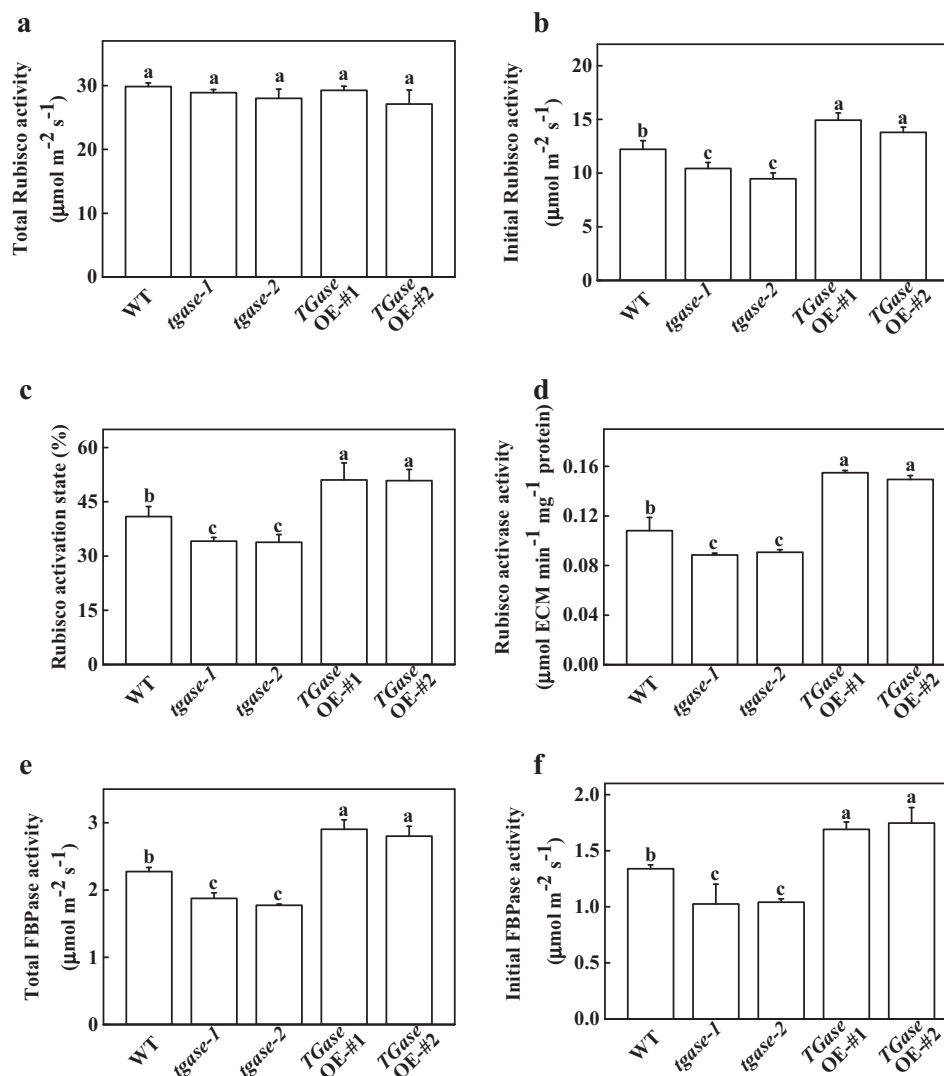 a
Total Rubisco activity
(μmol m⁻² s⁻¹)
30
20
10
0
a a a a a
WT tgase-1 tgase-2 TGase OE-#1 TGase OE-#2
b
Initial Rubisco activity
(μmol m⁻² s⁻¹)
20
15
10
5
0
b c c a a
WT tgase-1 tgase-2 TGase OE-#1 TGase OE-#2
c
Rubisco activation state (%)
60
45
30
15
0
b c c a a
WT tgase-1 tgase-2 TGase OE-#1 TGase OE-#2
d
Rubisco activase activity
(μmol ECM min⁻¹ mg⁻¹ protein)
0.16
0.12
0.08
0.04
0.00
b c c a a
WT tgase-1 tgase-2 TGase OE-#1 TGase OE-#2
e
Total FBPase activity
(μmol m⁻² s⁻¹)
3
2
1
0
b c c a a
WT tgase-1 tgase-2 TGase OE-#1 TGase OE-#2
f
Initial FBPase activity
(μmol m⁻² s⁻¹)
2.0
1.5
1.0
0.5
0.0
b c c a a
WT tgase-1 tgase-2 TGase OE-#1 TGase OE-#2